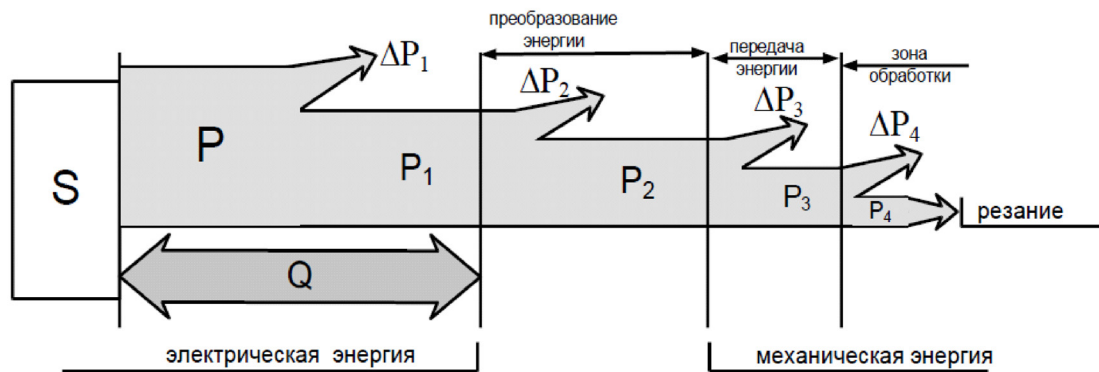 преобразование
энергии
передача
энергии
зона
обработки
ΔP₁
ΔP₂
ΔP₃
ΔP₄
S
P
P₁
P₂
P₃
P₄
резание
Q
электрическая энергия
механическая энергия